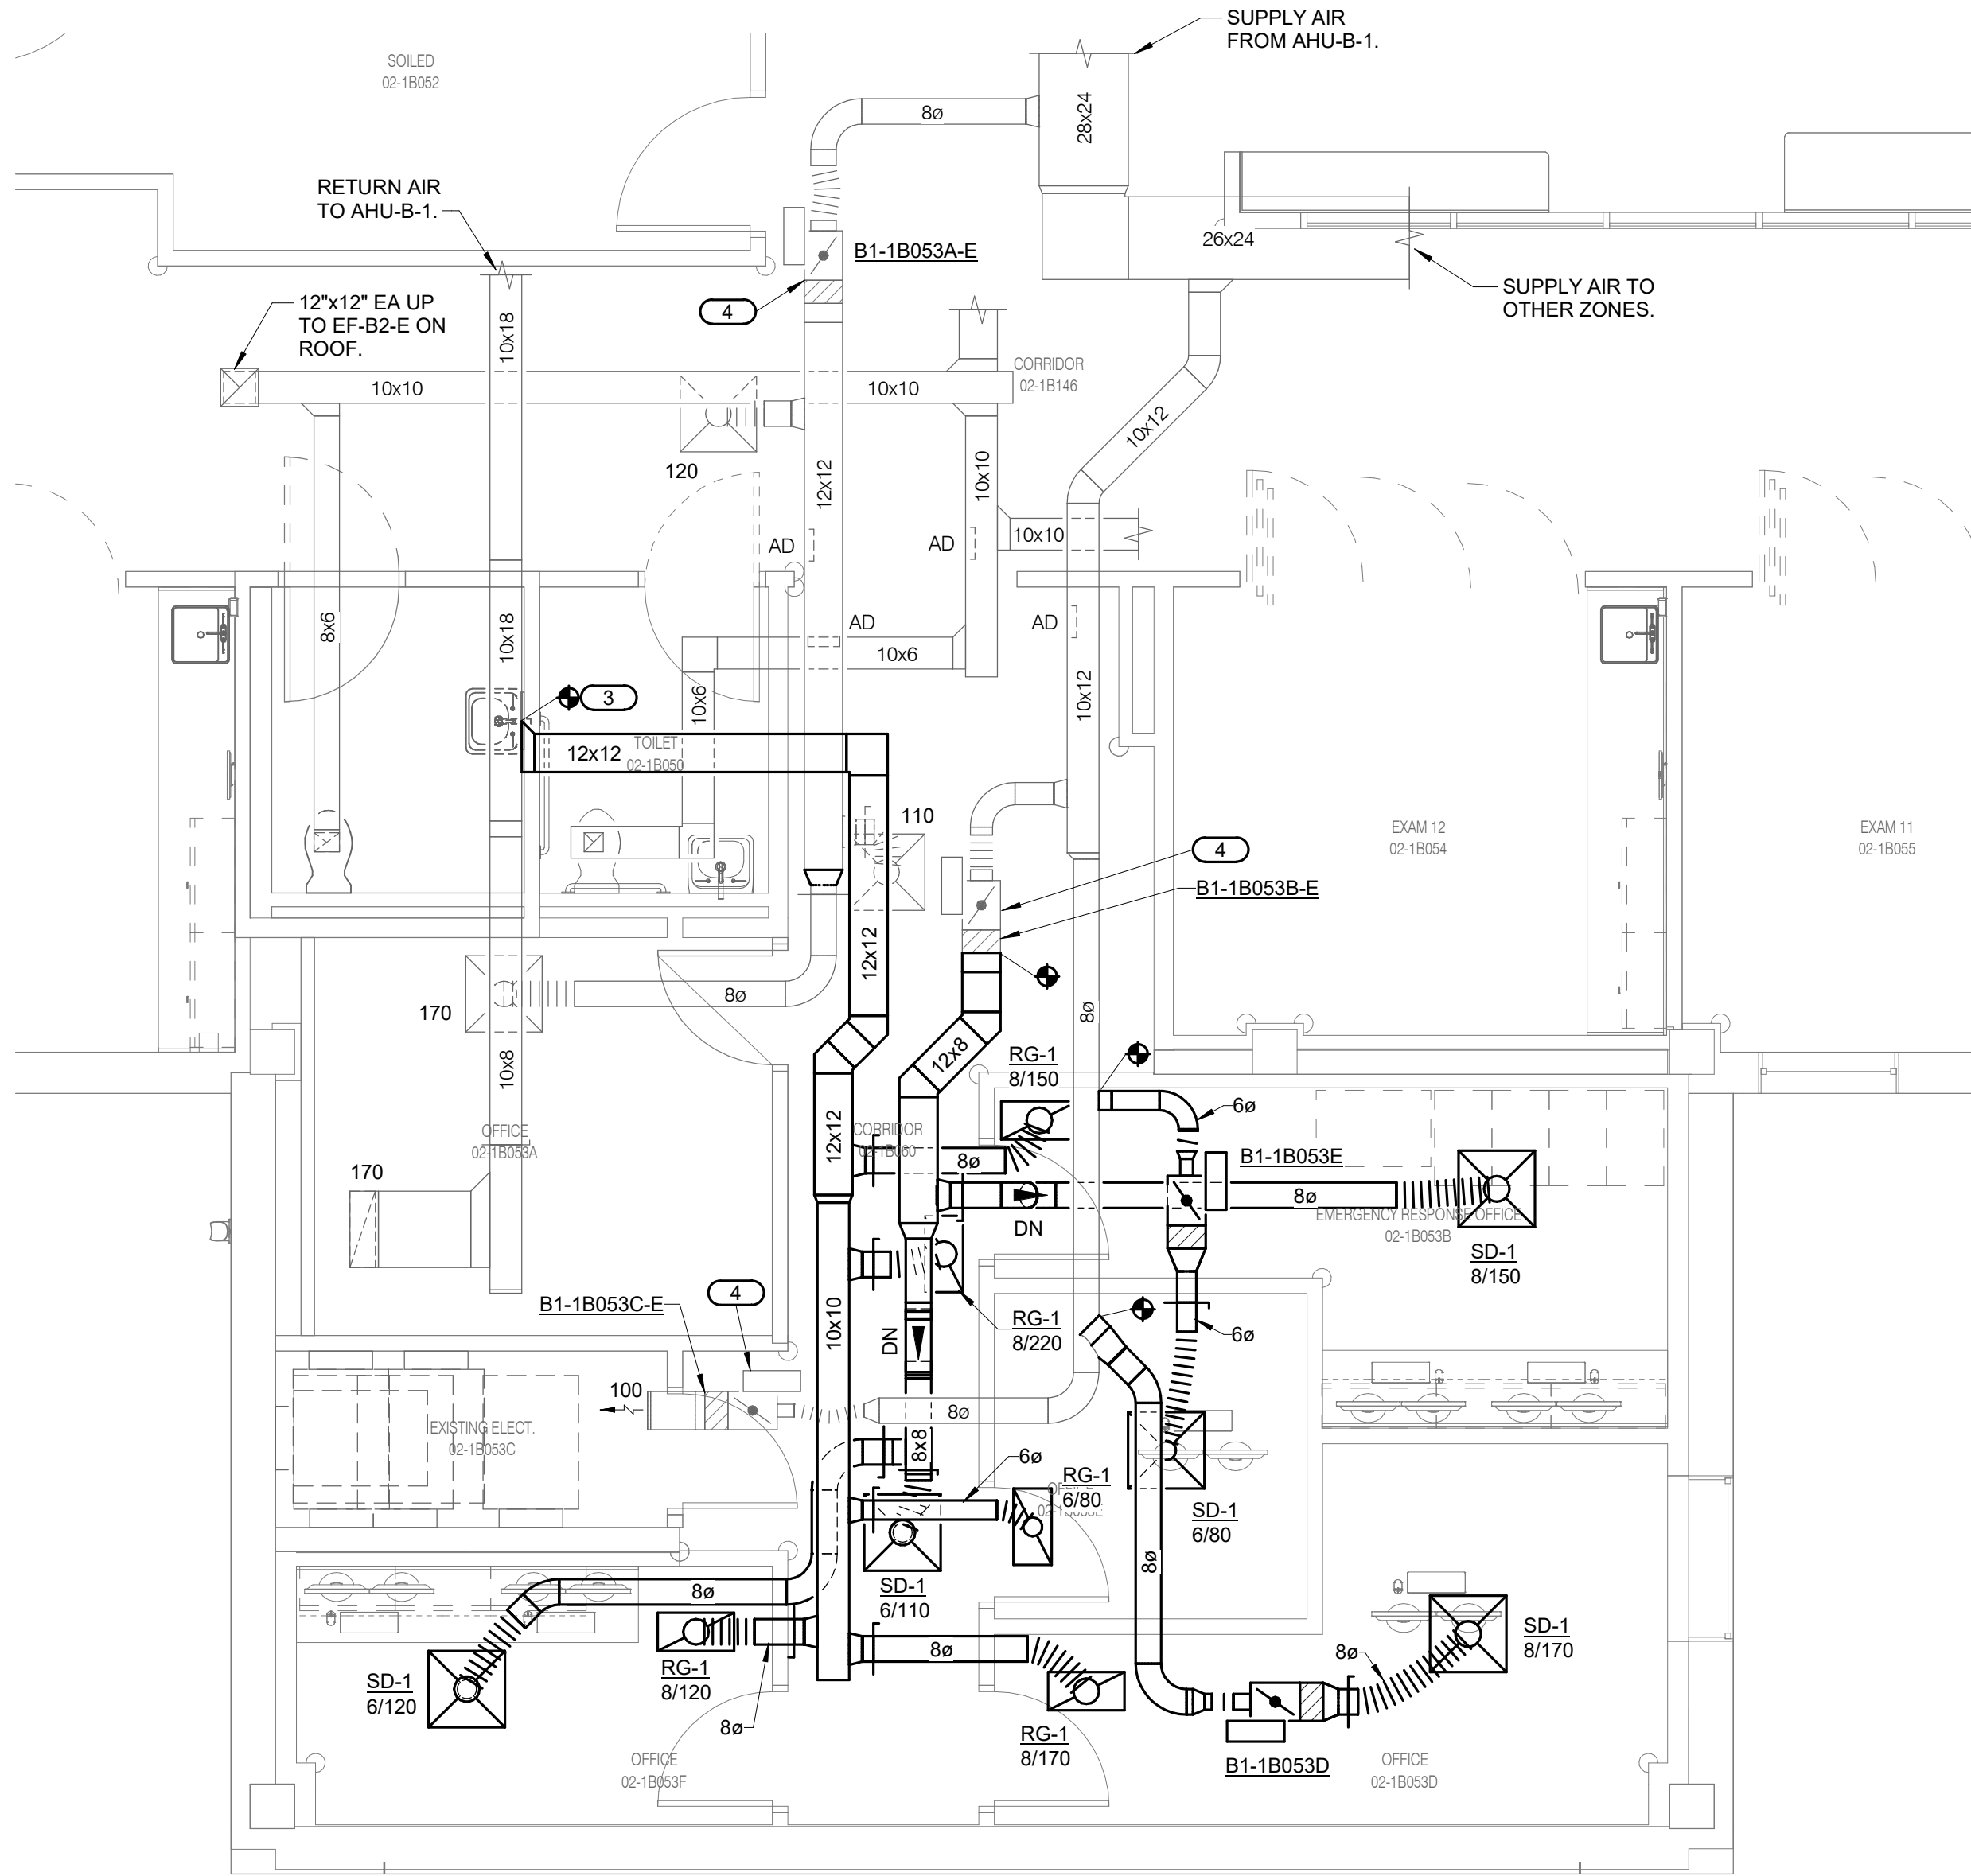 SUPPLY AIR
FROM AHU-B-1.
SOILED
02-1B052
8ø
28x24
RETURN AIR
TO AHU-B-1.
26x24
B1-1B053A-E
SUPPLY AIR TO
OTHER ZONES.
4
12"x12" EA UP
TO EF-B2-E ON
ROOF.
10x18
CORRIDOR
02-1B146
10x10
10x10
10x12
120
12x12
10x10
10x10
AD
AD
8x6
10x18
AD
AD
10x6
10x6
10x12
3
12x12
TOILET
02-1B050
110
EXAM 12
02-1B054
EXAM 11
02-1B055
4
B1-1B053B-E
12x12
8ø
170
8ø
12x8
RG-1
8/150
10x8
6ø
OFFICE
02-1B053A
12x12
CORRIDOR
02-1B060
8ø
B1-1B053E
170
8ø
EMERGENCY RESPONSE OFFICE
02-1B053B
DN
SD-1
8/150
B1-1B053C-E
4
10x10
DN
RG-1
8/220
6ø
100
8ø
EXISTING ELECT.
02-1B053C
8x8
6ø
RG-1
6/80
SD-1
6/80
8ø
8ø
SD-1
6/110
SD-1
8/170
SD-1
6/120
RG-1
8/120
8ø
8ø
8ø
RG-1
8/170
B1-1B053D
OFFICE
02-1B053F
OFFICE
02-1B053D